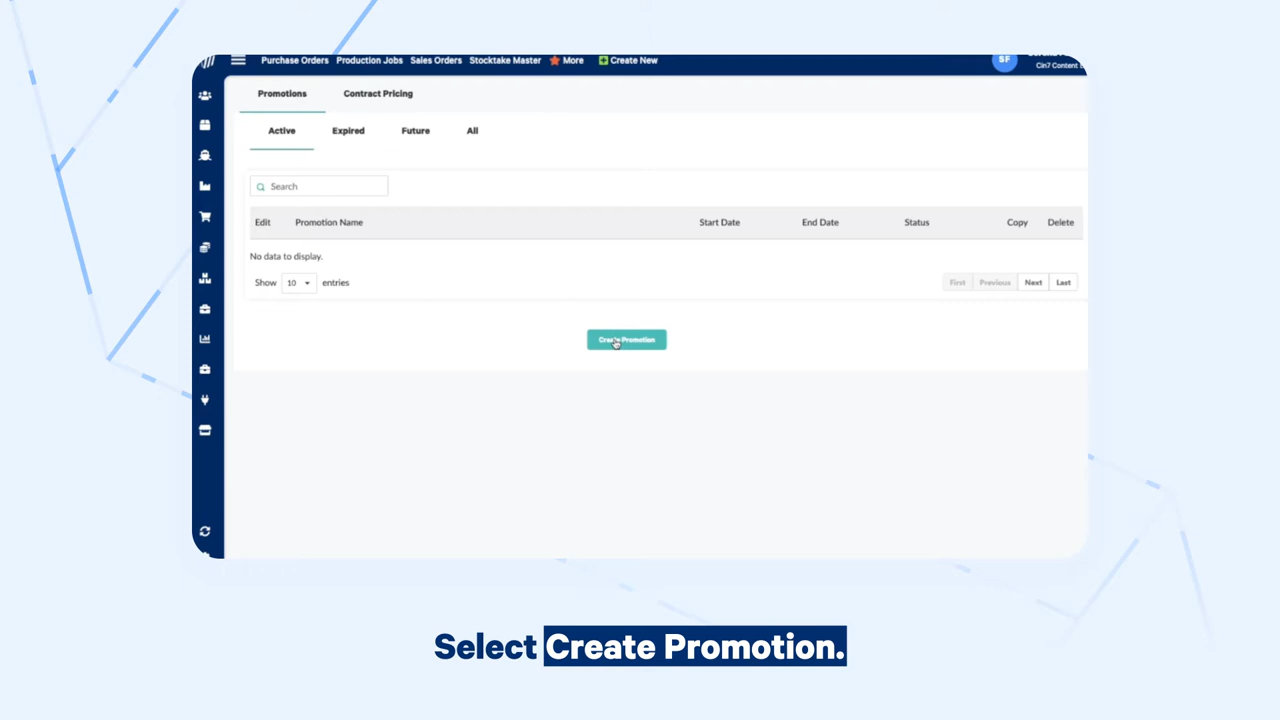 Purchase Orders Production Jobs Sales Orders Stocktake Master More Create New
SF
Cin7 Content
Promotions Contract Pricing
Active Expired Future All
Search
Edit Promotion Name Start Date End Date Status Copy Delete
No data to display.
Show 10 entries
First Previous Next Last
Create Promotion
Select Create Promotion.